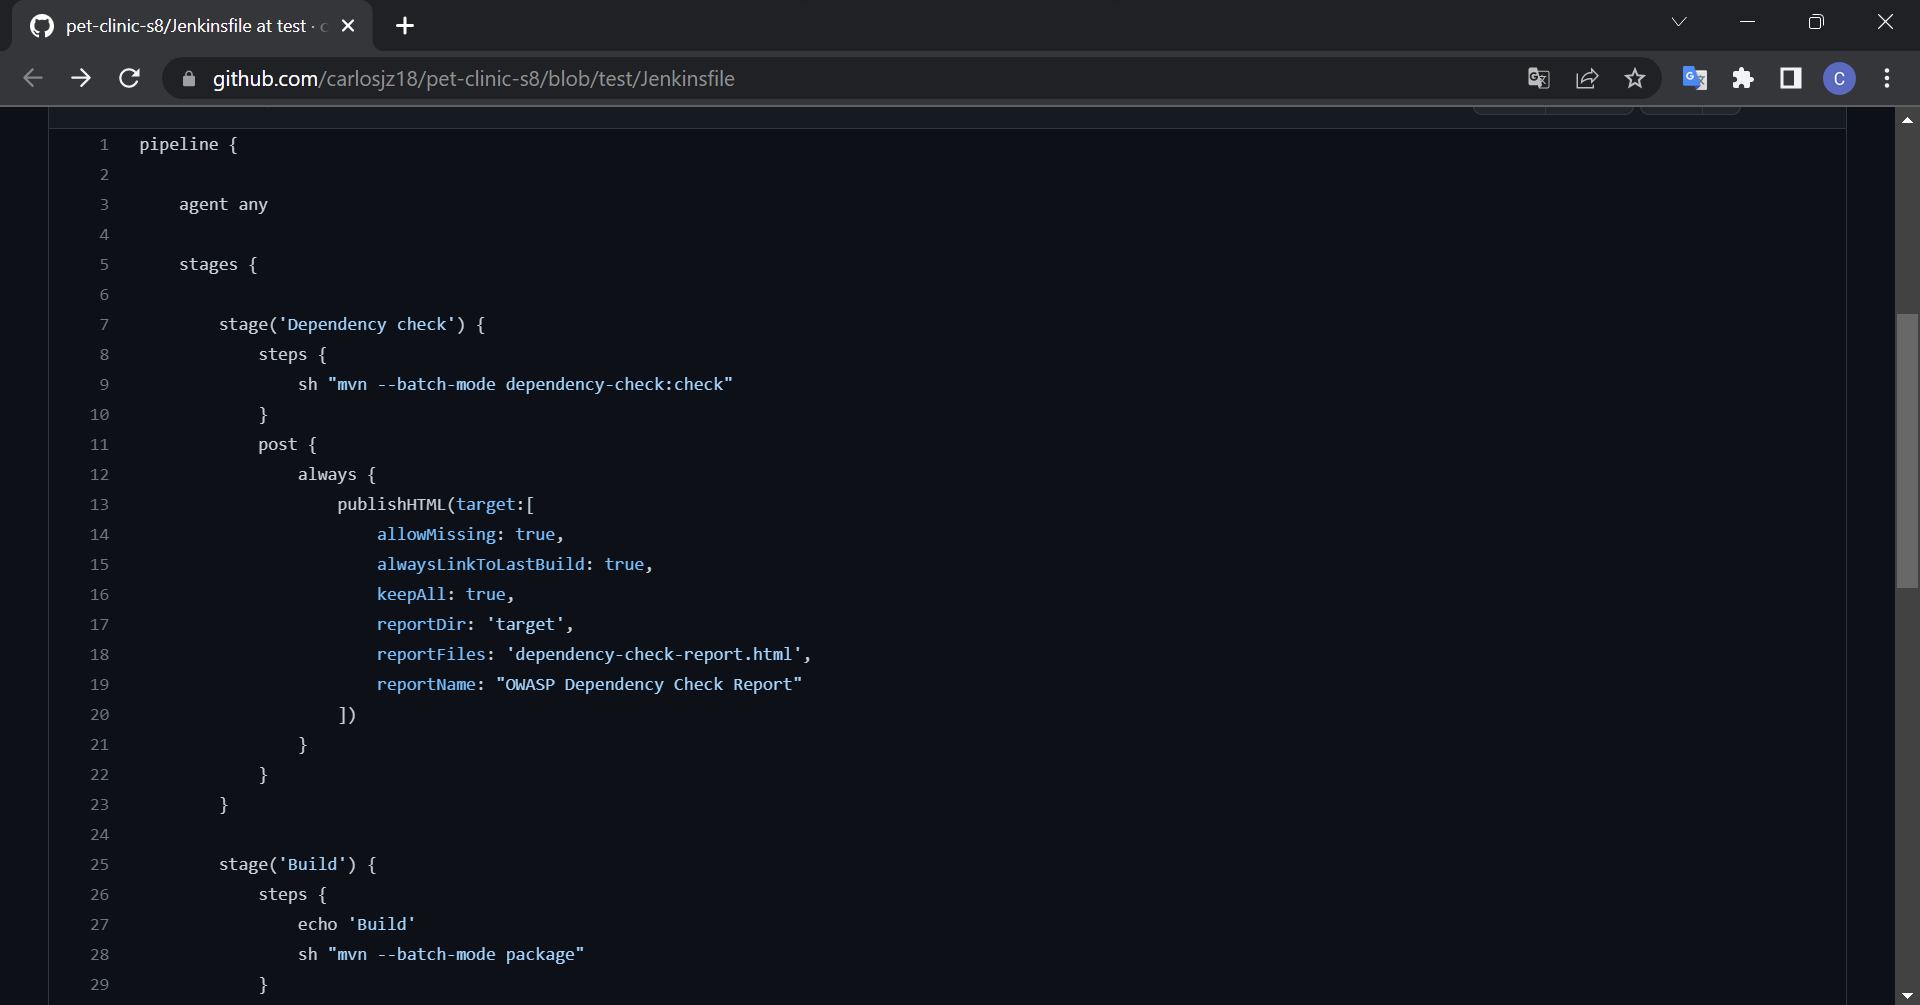 pet-clinic-s8/Jenkinsfile at test ·
github.com/carlosjz18/pet-clinic-s8/blob/test/Jenkinsfile
C
1 pipeline {
2
3 agent any
4
5 stages {
6
7 stage('Dependency check') {
8 steps {
9 sh "mvn --batch-mode dependency-check:check"
10 }
11 post {
12 always {
13 publishHTML(target:[
14 allowMissing: true,
15 alwaysLinkToLastBuild: true,
16 keepAll: true,
17 reportDir: 'target',
18 reportFiles: 'dependency-check-report.html',
19 reportName: "OWASP Dependency Check Report"
20 ])
21 }
22 }
23 }
24
25 stage('Build') {
26 steps {
27 echo 'Build'
28 sh "mvn --batch-mode package"
29 }